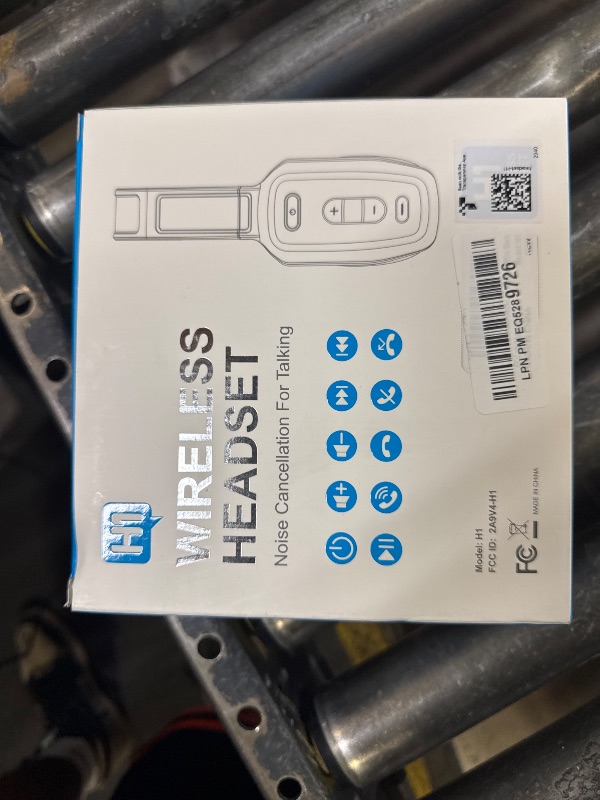 H1
WIRELESS
HEADSET
Noise Cancellation For Talking
Model: H1
FCC ID: 2A9V4-H1
FC
MADE IN CHINA
LPN PM EQ5289726